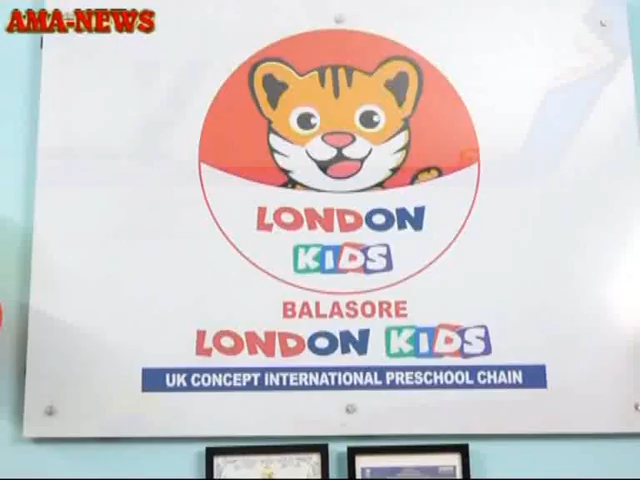 AMA-NEWS
LONDON
KIDS
BALASORE
LONDON KIDS
UK CONCEPT INTERNATIONAL PRESCHOOL CHAIN